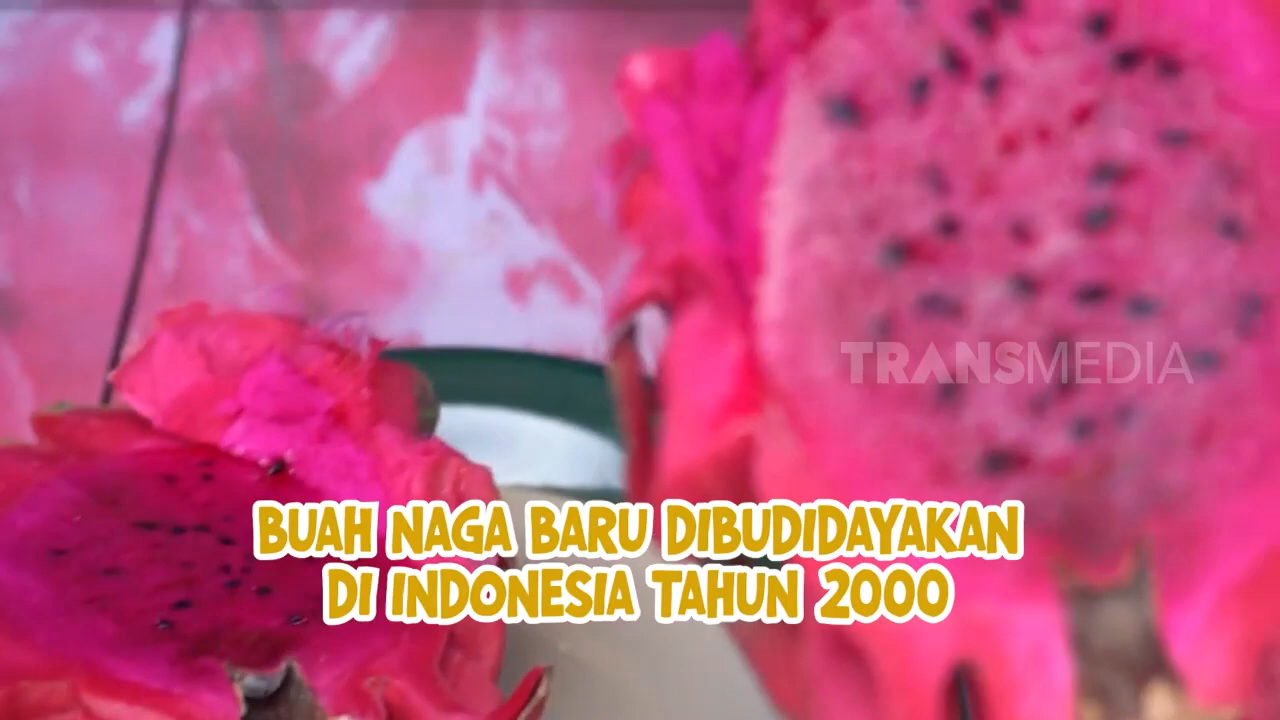 TRANSMEDIA
BUAH NAGA BARU DIBUDIDAYAKAN
DI INDONESIA TAHUN 2000